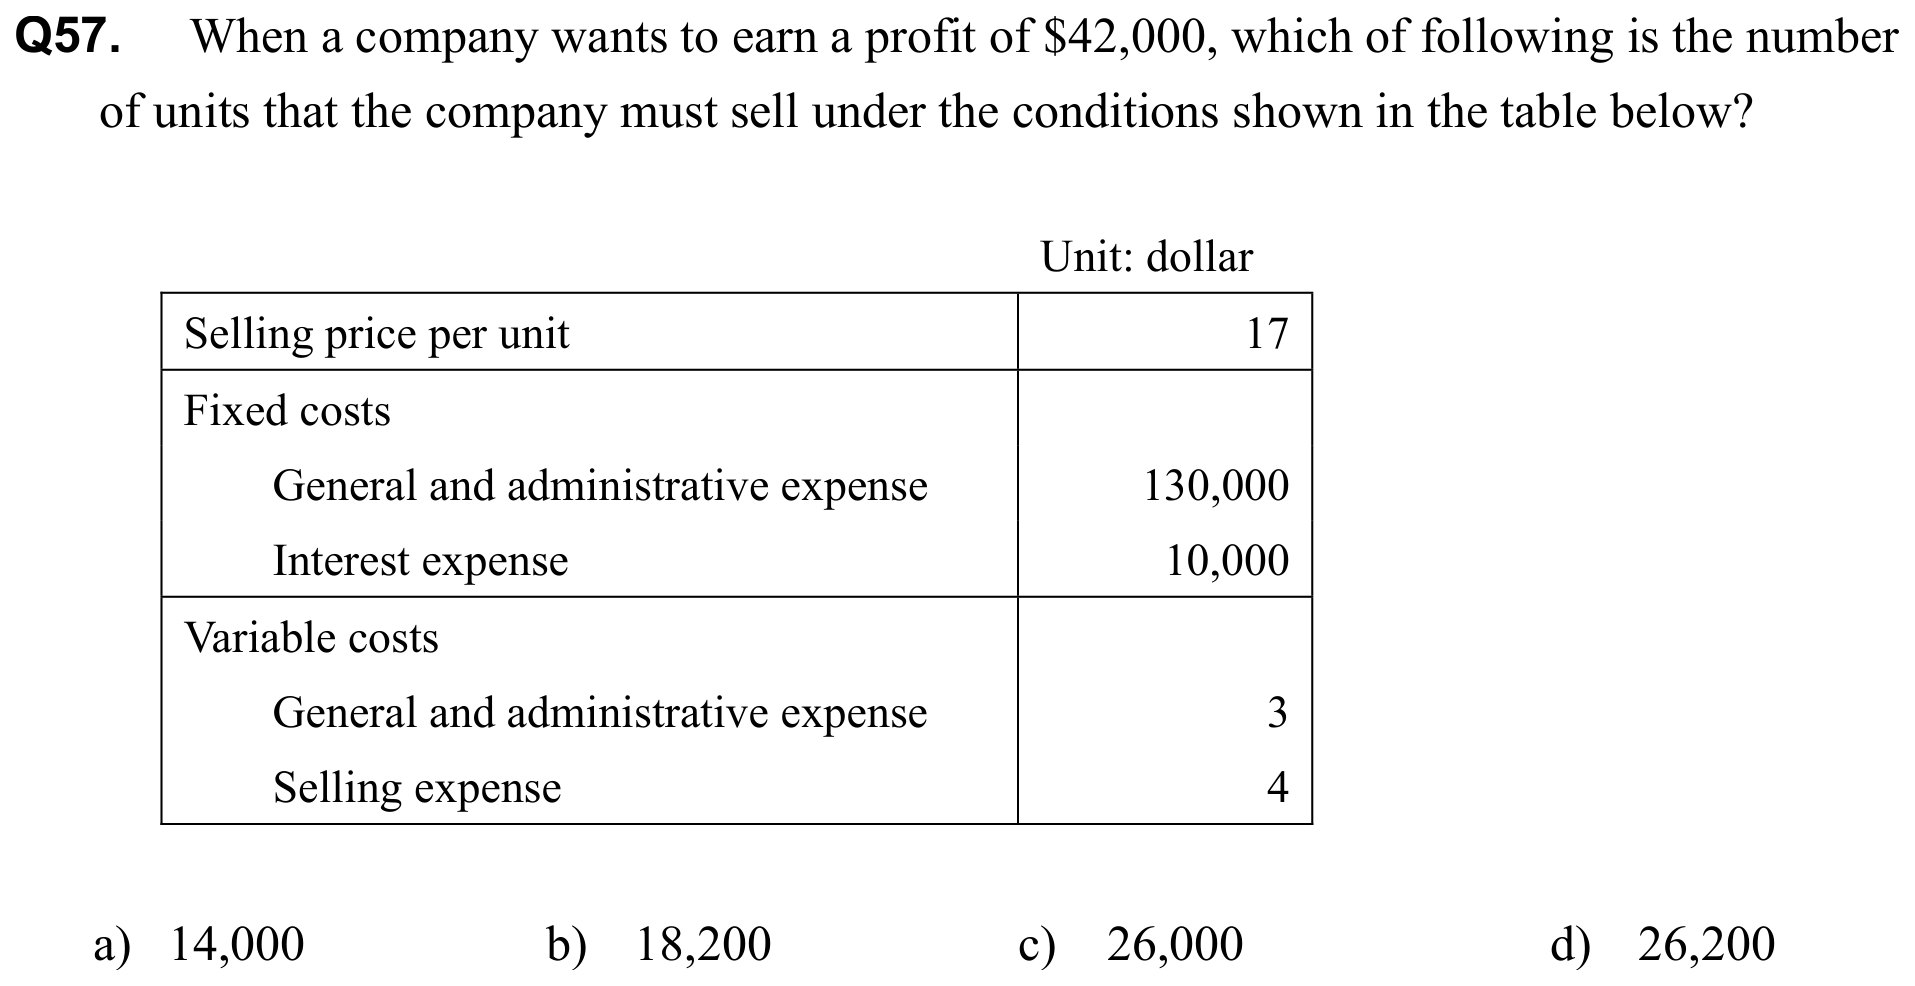 Q57. When a company wants to earn a profit of $42,000, which of following is the number
of units that the company must sell under the conditions shown in the table below?
Unit: dollar
Selling price per unit 17
Fixed costs
General and administrative expense 130,000
Interest expense 10,000
Variable costs
General and administrative expense 3
Selling expense 4
a) 14,000 b) 18,200 c) 26,000 d) 26,200